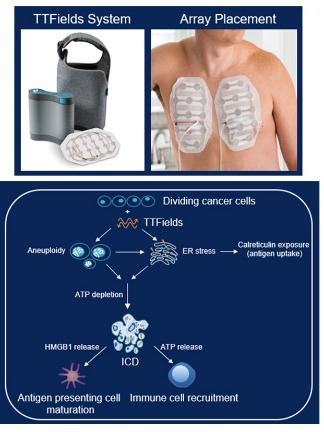 TTFields System
Array Placement
Dividing cancer cells
+
TTFields
Aneuploidy
ER stress
Calreticulin exposure
(antigen uptake)
ATP depletion
ICD
HMGB1 release
ATP release
Antigen presenting cell
maturation
Immune cell recruitment